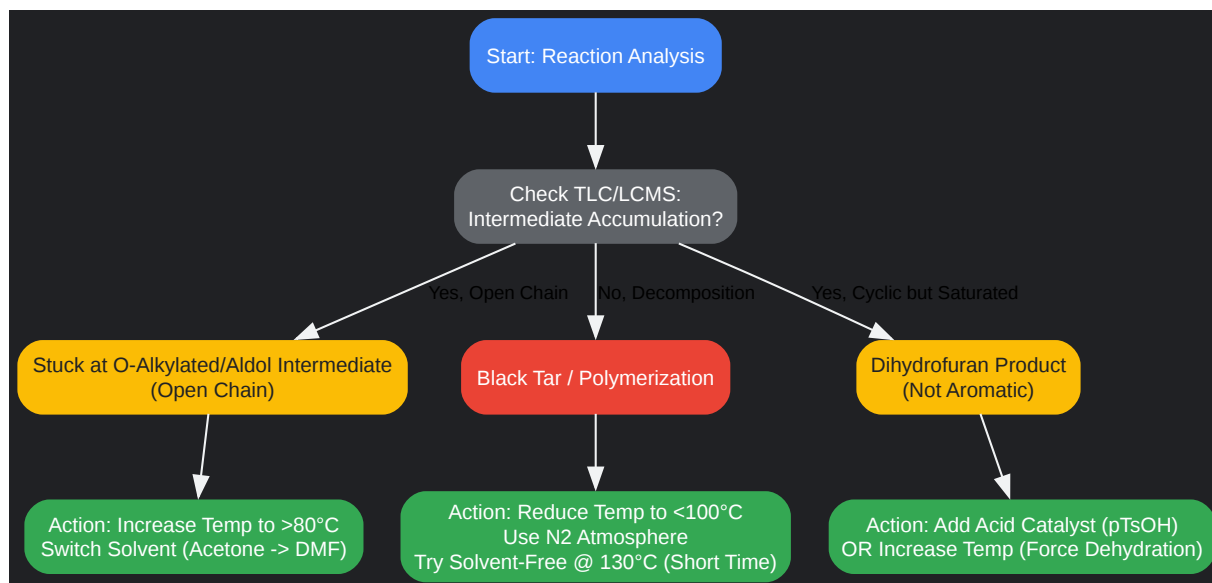 Start: Reaction Analysis
Check TLC/LCMS:
Intermediate Accumulation?
Yes, Open Chain
No, Decomposition
Yes, Cyclic but Saturated
Stuck at O-Alkylated/Aldol Intermediate
(Open Chain)
Black Tar / Polymerization
Dihydrofuran Product
(Not Aromatic)
Action: Increase Temp to >80°C
Switch Solvent (Acetone -> DMF)
Action: Reduce Temp to <100°C
Use N2 Atmosphere
Try Solvent-Free @ 130°C (Short Time)
Action: Add Acid Catalyst (pTsOH)
OR Increase Temp (Force Dehydration)